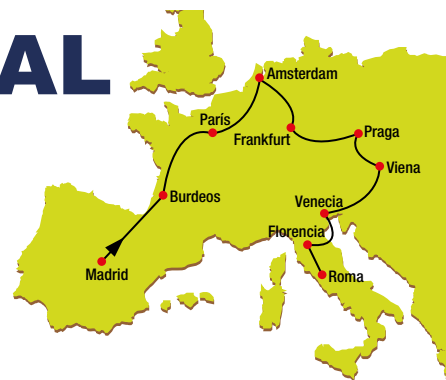 AL
Amsterdam
París
Frankfurt
Praga
Viena
Burdeos
Venecia
Florencia
Madrid
Roma